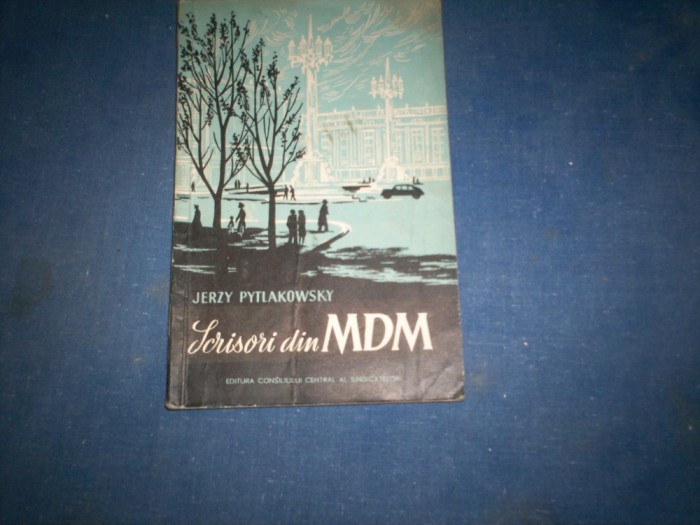 JERZY PYTLAKOWSKY
Scrisori din MDM
EDITURA CONSILIULUI CENTRAL AL SINDICATELOR